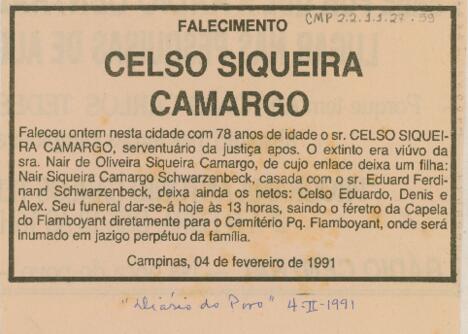 CMP 2.2.1.1.27-59
FALECIMENTO
CELSO SIQUEIRA
CAMARGO
Faleceu ontem nesta cidade com 78 anos de idade o sr. CELSO SIQUEI-
RA CAMARGO, serventuário da justiça apos. O extinto era viúvo da
sra. Nair de Oliveira Siqueira Camargo, de cujo enlace deixa um filha:
Nair Siqueira Camargo Schwarzenbeck, casada com o sr. Eduard Ferdi-
nand Schwarzenbeck, deixa ainda os netos: Celso Eduardo, Denis e
Alex. Seu funeral dar-se-á hoje às 13 horas, saindo o féretro da Capela
do Flamboyant diretamente para o Cemitério Pq. Flamboyant, onde será
inumado em jazigo perpétuo da família.
Campinas, 04 de fevereiro de 1991
"Diário do Povo" 4-II-1991